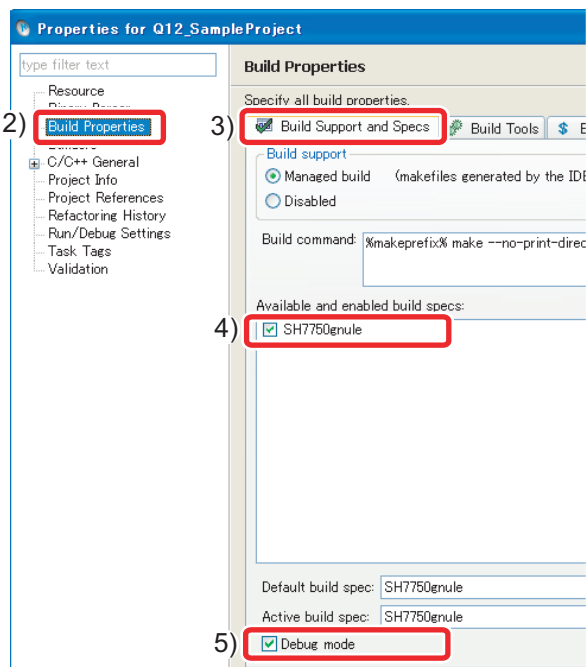 Properties for Q12_SampleProject
type filter text
Resource
2) Build Properties
C/C++ General
Project Info
Project References
Refactoring History
Run/Debug Settings
Task Tags
Validation
Build Properties
Specify all build properties.
3) Build Support and Specs Build Tools $
Build support
Managed build (makefiles generated by the IDE
Disabled
Build command: %makeprefix% make --no-print-direc
Available and enabled build specs:
4) SH7750gnule
Default build spec: SH7750gnule
Active build spec: SH7750gnule
5) Debug mode